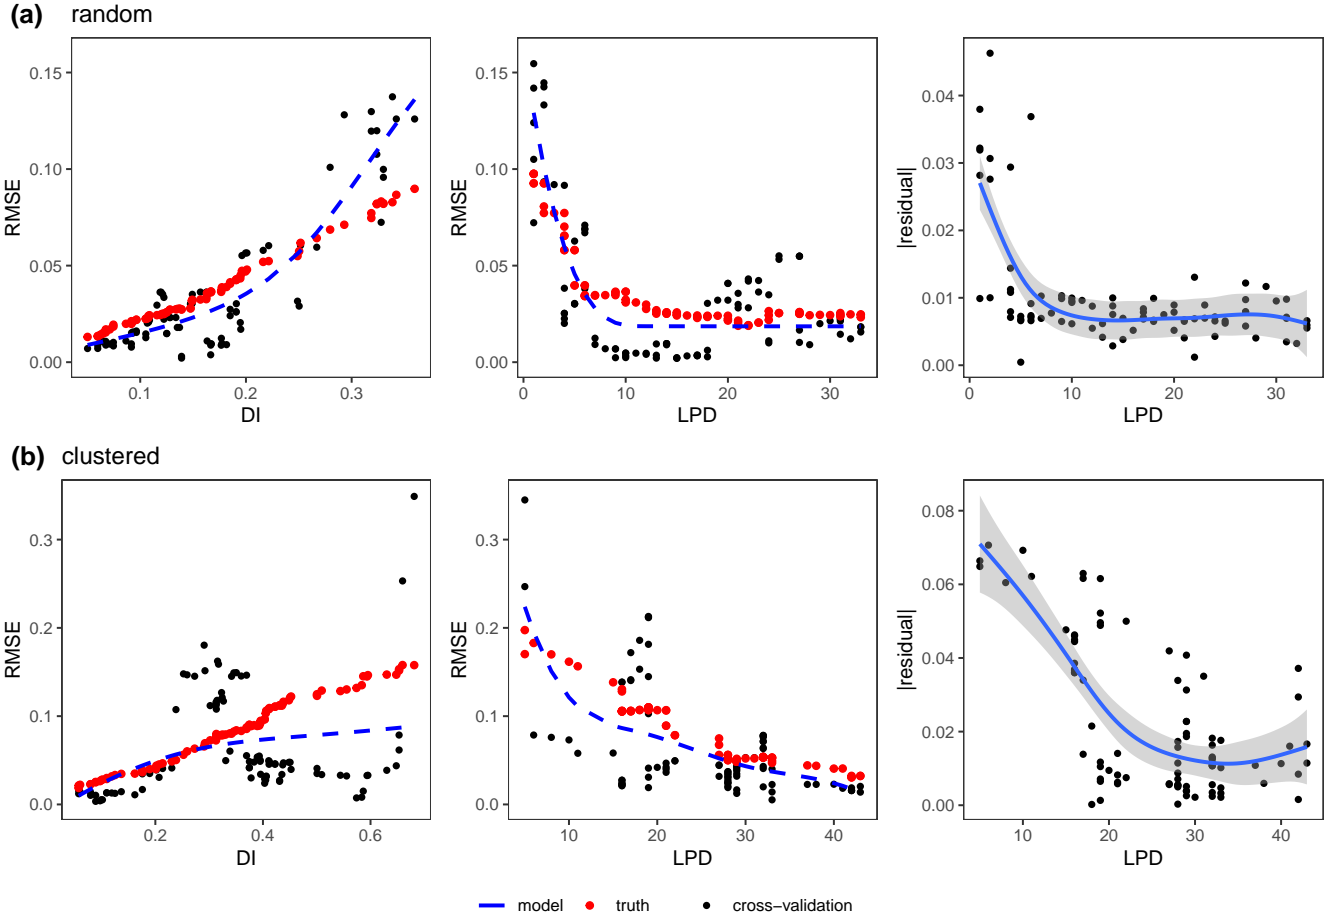 (a) random
RMSE
0.15
0.10
0.05
0.00
0.1 0.2 0.3
DI
RMSE
0.15
0.10
0.05
0.00
0 10 20 30
LPD
|residual|
0.04
0.03
0.02
0.01
0.00
0 10 20 30
LPD
(b) clustered
RMSE
0.3
0.2
0.1
0.0
0.2 0.4 0.6
DI
RMSE
0.3
0.2
0.1
0.0
10 20 30 40
LPD
|residual|
0.08
0.06
0.04
0.02
0.00
10 20 30 40
LPD
model truth cross−validation